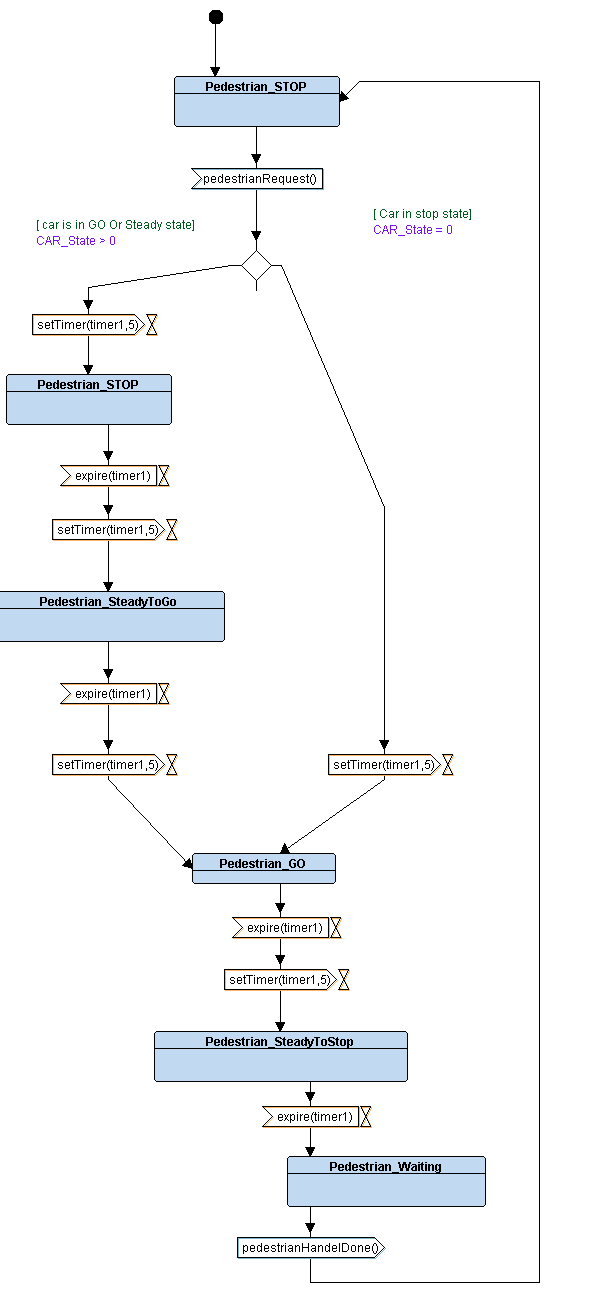 Pedestrian_STOP
pedestrianRequest()
[ car is in GO Or Steady state]
CAR_State > 0
[ Car in stop state]
CAR_State = 0
setTimer(timer1,5)
Pedestrian_STOP
expire(timer1)
setTimer(timer1,5)
Pedestrian_SteadyToGo
expire(timer1)
setTimer(timer1,5)
setTimer(timer1,5)
Pedestrian_GO
expire(timer1)
setTimer(timer1,5)
Pedestrian_SteadyToStop
expire(timer1)
Pedestrian_Waiting
pedestrianHandelDone()